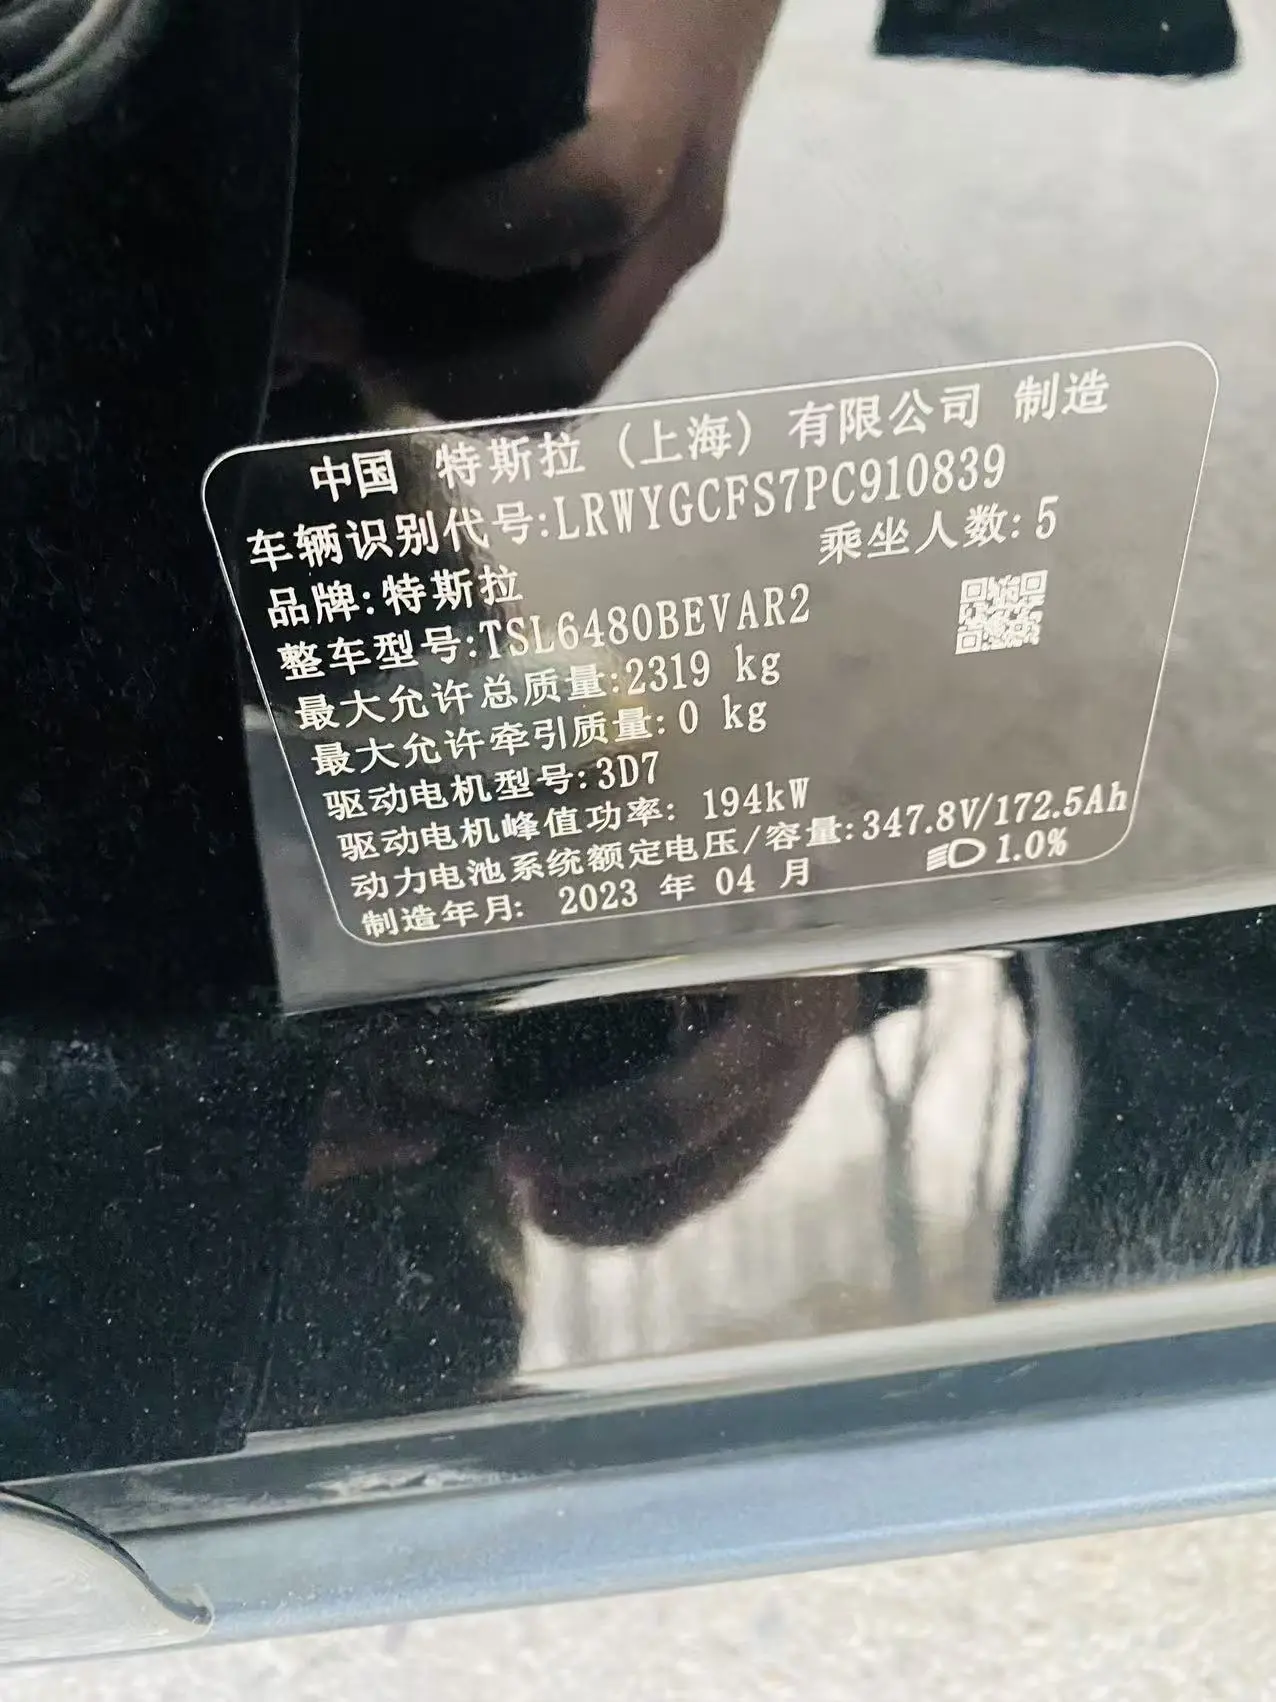 中国 特斯拉（上海）有限公司 制造
车辆识别代号:LRWYGCFS7PC910839
品牌:特斯拉 乘坐人数:5
整车型号:TSL6480BEVAR2
最大允许总质量:2319 kg
最大允许牵引质量:0 kg
驱动电机型号:3D7
驱动电机峰值功率: 194kW
动力电池系统额定电压/容量:347.8V/172.5Ah
制造年月: 2023 年 04 月 1.0%